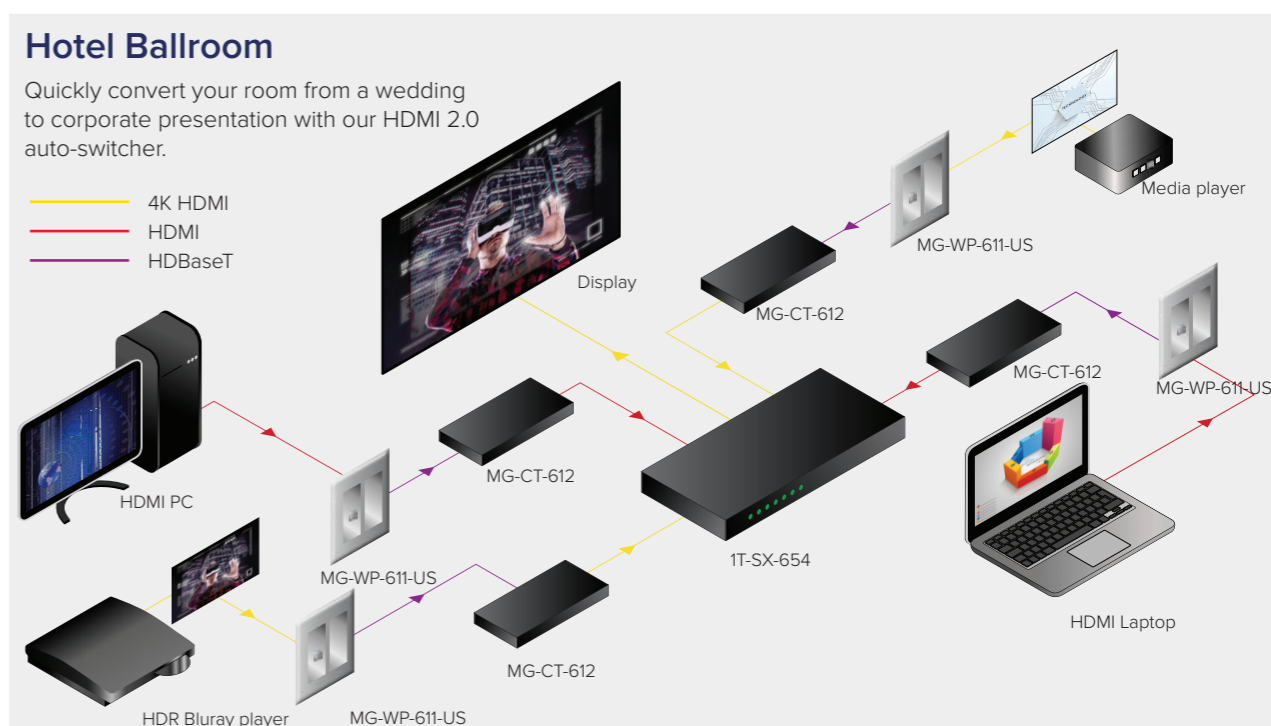 Hotel Ballroom
Quickly convert your room from a wedding
to corporate presentation with our HDMI 2.0
auto-switcher.
4K HDMI
HDMI
HDBaseT
TECHNOLOGY
Media player
MG-WP-611-US
Display
MG-CT-612
MG-CT-612
MG-WP-611-US
HDMI PC
MG-CT-612
MG-WP-611-US
1T-SX-654
HDMI Laptop
MG-CT-612
HDR Bluray player
MG-WP-611-US